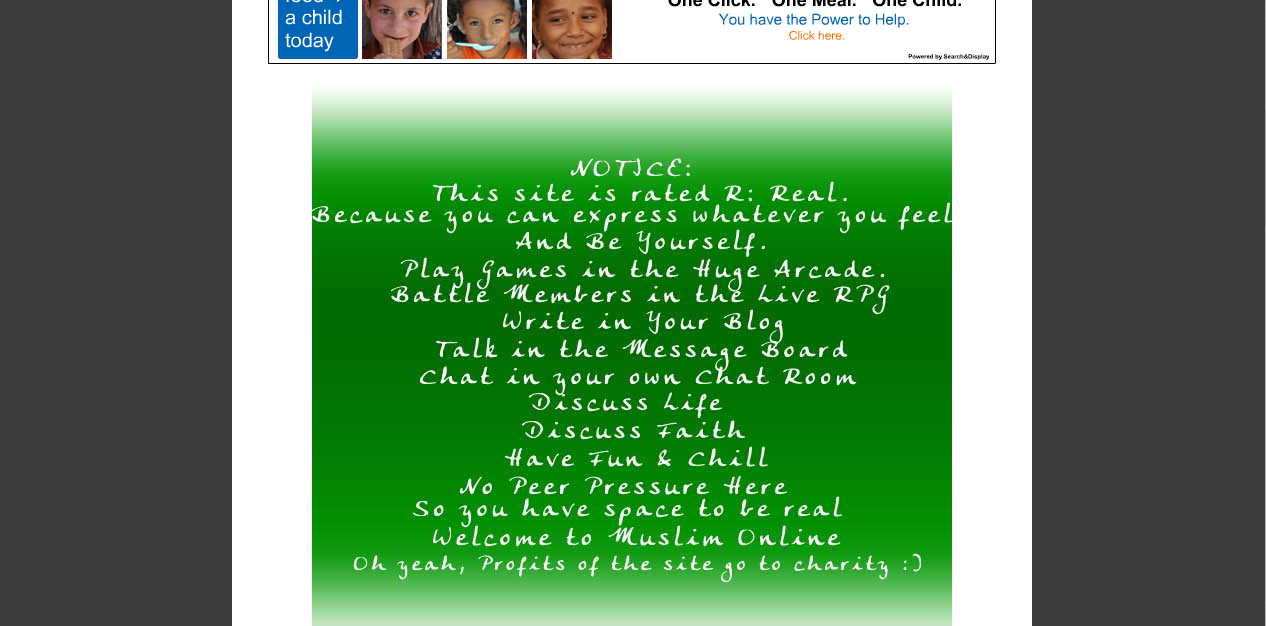 a child
today
One Click. One Meal. One Child.
You have the Power to Help.
Click here.
Powered by Search&Display
NOTICE:
This site is rated R: Real.
Because you can express whatever you feel
And Be Yourself.
Play Games in the Huge Arcade.
Battle Members in the Live RPG
Write in Your Blog
Talk in the Message Board
Chat in your own Chat Room
Discuss Life
Discuss Faith
Have Fun & Chill
No Peer Pressure Here
So you have space to be real
Welcome to Muslim Online
Oh yeah, Profits of the site go to charity :)